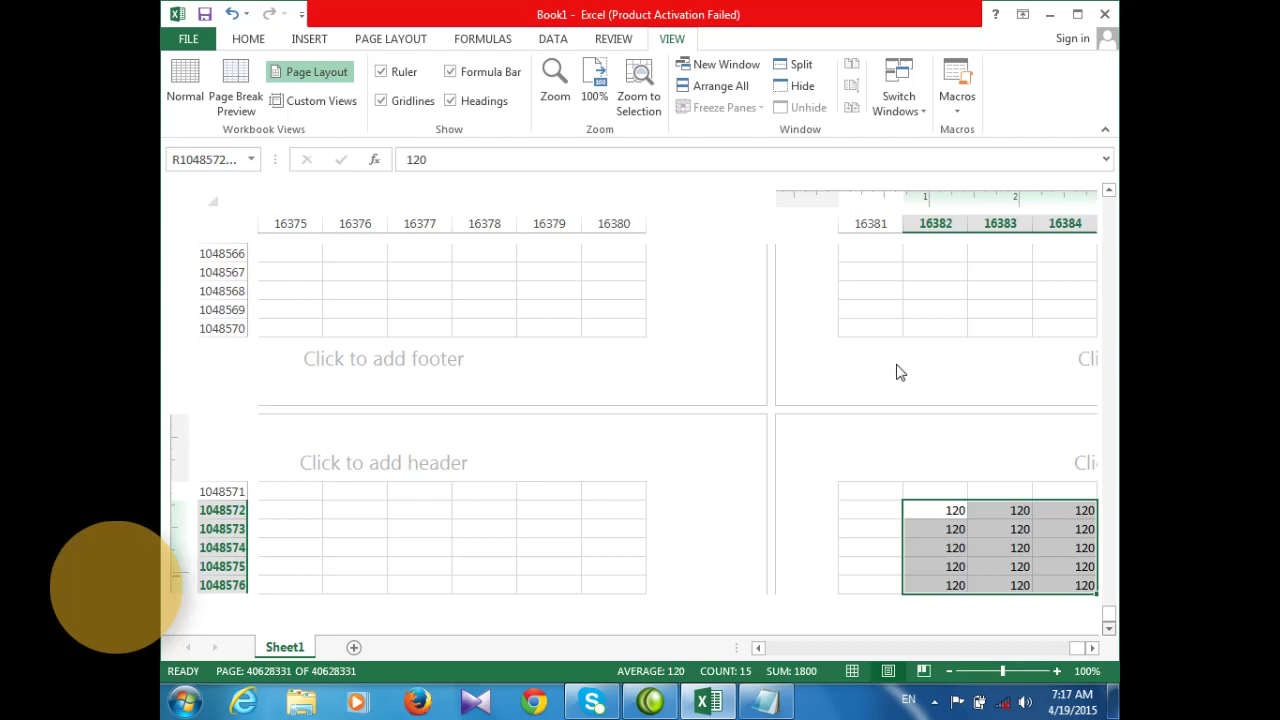 Book1 - Excel (Product Activation Failed)
?
FILE HOME INSERT PAGE LAYOUT FORMULAS DATA REVIEW VIEW Sign in
Normal
Page Break Preview
Page Layout
Custom Views
Workbook Views
Ruler
Formula Bar
Gridlines
Headings
Show
Zoom
100
100%
Zoom to Selection
Zoom
New Window
Arrange All
Freeze Panes
Split
Hide
Unhide
Switch Windows
Window
Macros
Macros
R1048572... fx 120
1 2
16375 16376 16377 16378 16379 16380 16381 16382 16383 16384
1048566
1048567
1048568
1048569
1048570
Click to add footer Cli
Click to add header Cli
1048571
1048572 120 120 120
1048573 120 120 120
1048574 120 120 120
1048575 120 120 120
1048576 120 120 120
Sheet1
READY PAGE: 40628331 OF 40628331 AVERAGE: 120 COUNT: 15 SUM: 1800 100%
EN 7:17 AM
4/19/2015